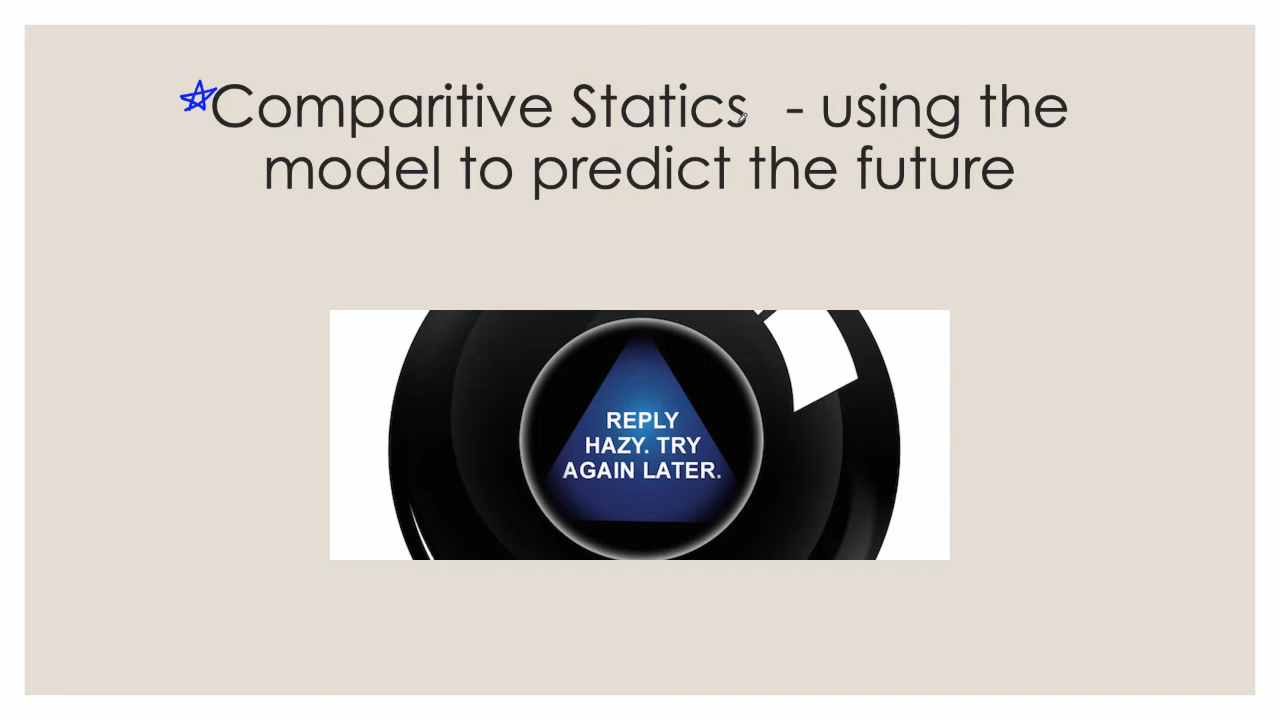 Comparitive Statics - using the
model to predict the future
REPLY
HAZY. TRY
AGAIN LATER.